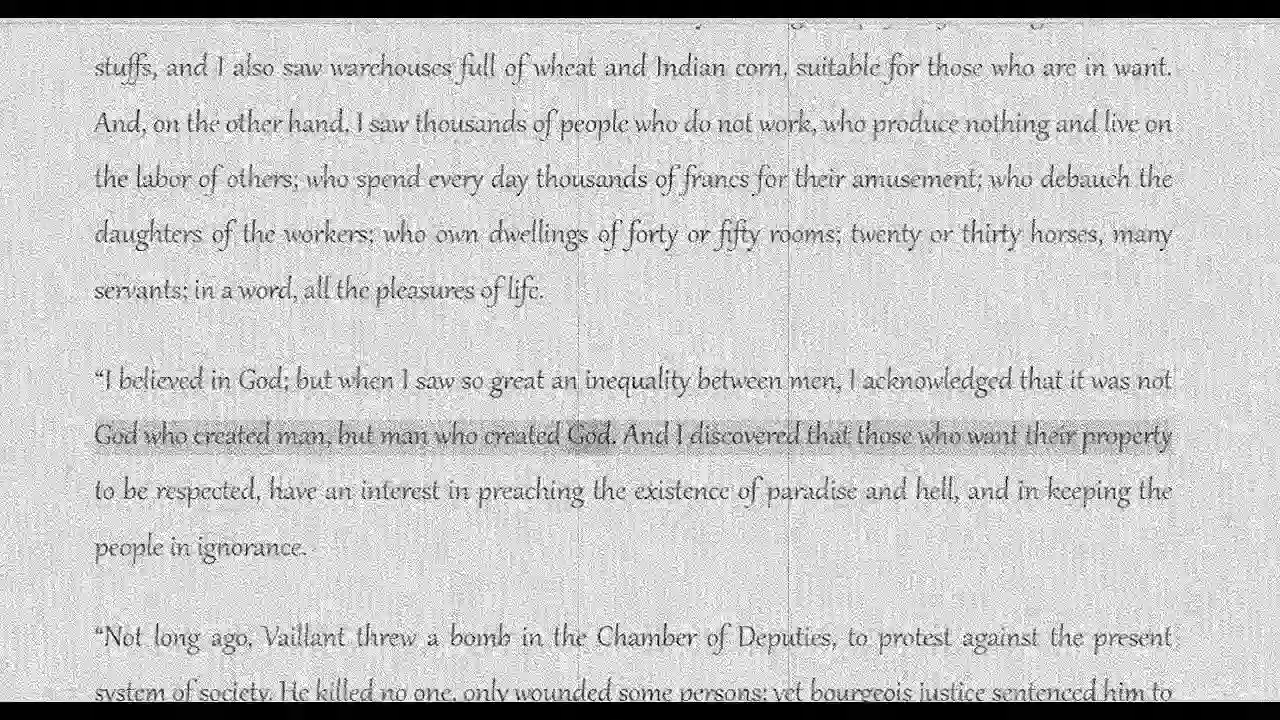 stuffs, and I also saw warehouses full of wheat and Indian corn, suitable for those who are in want.
And, on the other hand, I saw thousands of people who do not work, who produce nothing and live on
the labor of others; who spend every day thousands of francs for their amusement; who debauch the
daughters of the workers; who own dwellings of forty or fifty rooms; twenty or thirty horses, many
servants; in a word, all the pleasures of life.
“I believed in God; but when I saw so great an inequality between men, I acknowledged that it was not
God who created man, but man who created God. And I discovered that those who want their property
to be respected, have an interest in preaching the existence of paradise and hell, and in keeping the
people in ignorance.
“Not long ago, Vaillant threw a bomb in the Chamber of Deputies, to protest against the present
system of society. He killed no one, only wounded some persons; yet bourgeois justice sentenced him to